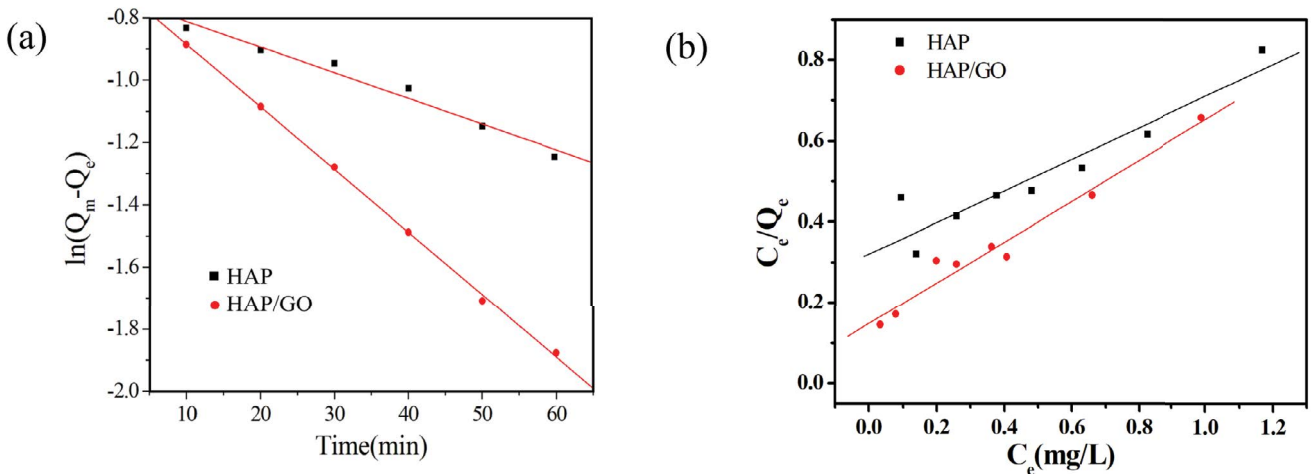 (a)
ln(Qm-Qe)
-0.8
-1.0
-1.2
-1.4
-1.6
-1.8
-2.0
HAP
HAP/GO
10 20 30 40 50 60
Time(min)
(b)
Ce/Qe
0.8
0.6
0.4
0.2
0.0
HAP
HAP/GO
0.0 0.2 0.4 0.6 0.8 1.0 1.2
Ce(mg/L)